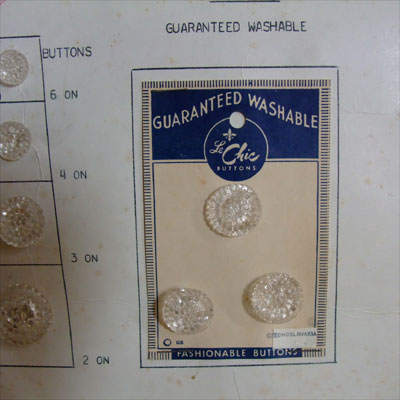 GUARANTEED WASHABLE
BUTTONS
6 ON
4 ON
3 ON
2 ON
GUARANTEED WASHABLE
Le Chic
BUTTONS
CZECHOSLOVAKIA
FASHIONABLE BUTTONS